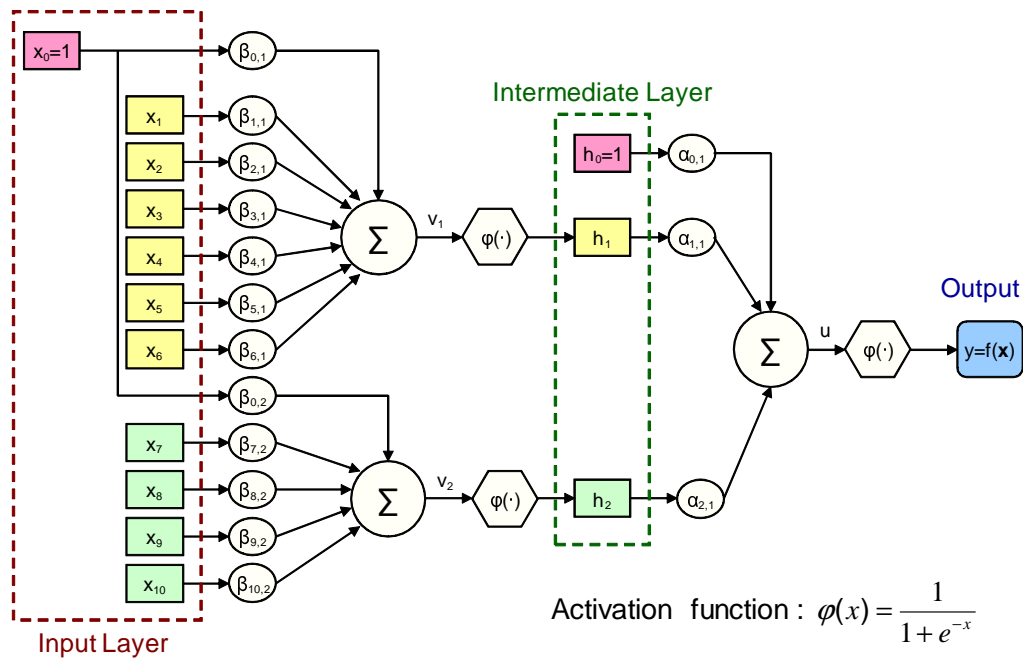 x₀=1
β₀,₁
x₁
β₁,₁
x₂
β₂,₁
x₃
β₃,₁
x₄
β₄,₁
x₅
β₅,₁
x₆
β₆,₁
β₀,₂
x₇
β₇,₂
x₈
β₈,₂
x₉
β₉,₂
x₁₀
β₁₀,₂
Input Layer
Σ
v₁
φ(·)
Σ
v₂
φ(·)
Intermediate Layer
h₀=1
α₀,₁
h₁
α₁,₁
h₂
α₂,₁
Σ
u
φ(·)
Output
y=f(x)
Activation function : φ(x) = 1 / (1 + e⁻ˣ)